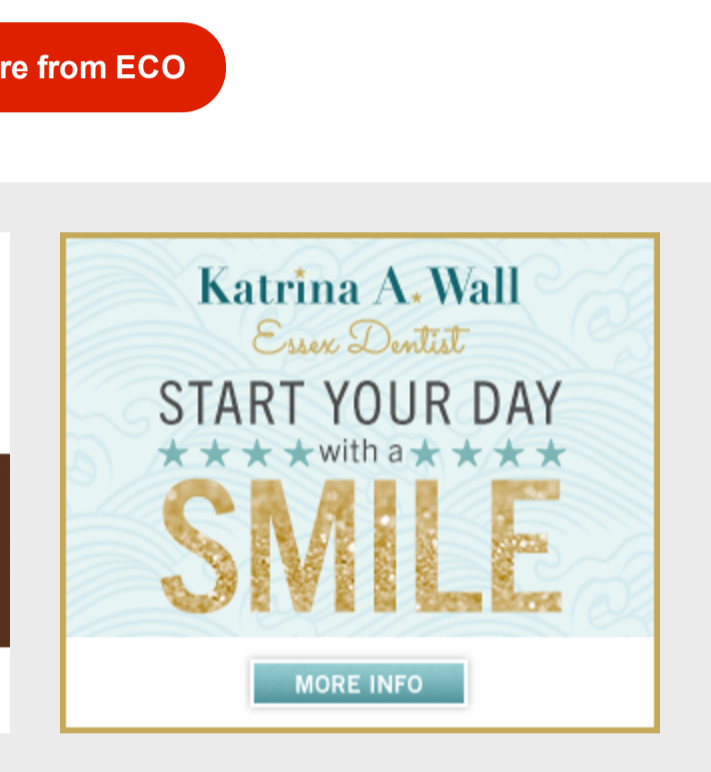 re from ECO
Katrina A. Wall
Essex Dentist
START YOUR DAY
with a
SMILE
MORE INFO